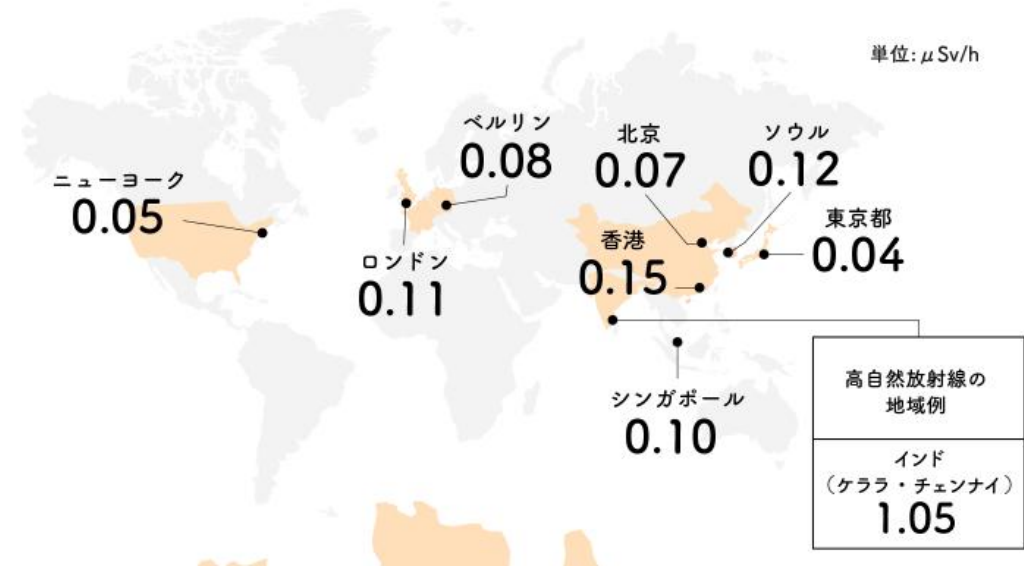 単位:μSv/h
ベルリン
0.08
北京
0.07
ソウル
0.12
ニューヨーク
0.05
東京都
0.04
香港
0.15
ロンドン
0.11
シンガポール
0.10
高自然放射線の
地域例
インド
（ケララ・チェンナイ）
1.05